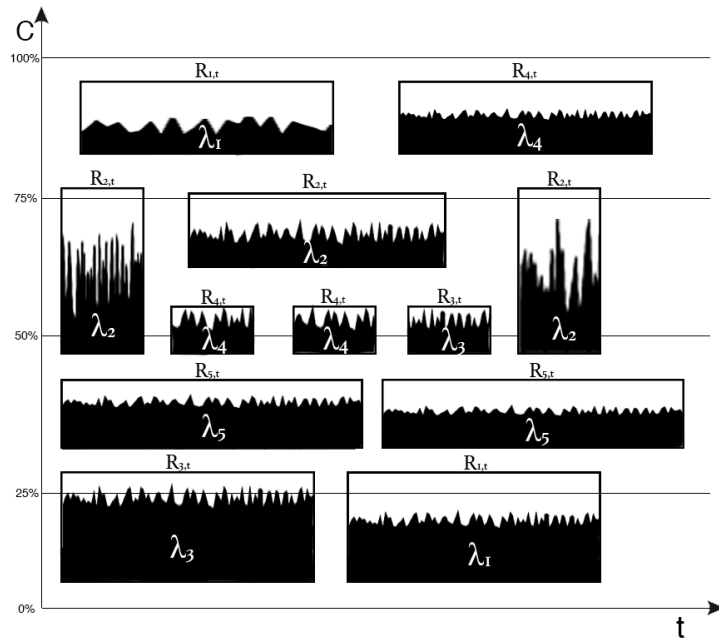 C
100%
R1,t R4,t
λ1 λ4
R2,t R2,t R2,t
75%
λ2
λ2 λ2
R4,t R4,t R3,t
λ4 λ4 λ3
50%
R5,t R5,t
λ5 λ5
R3,t R1,t
25%
λ3 λ1
0%
t